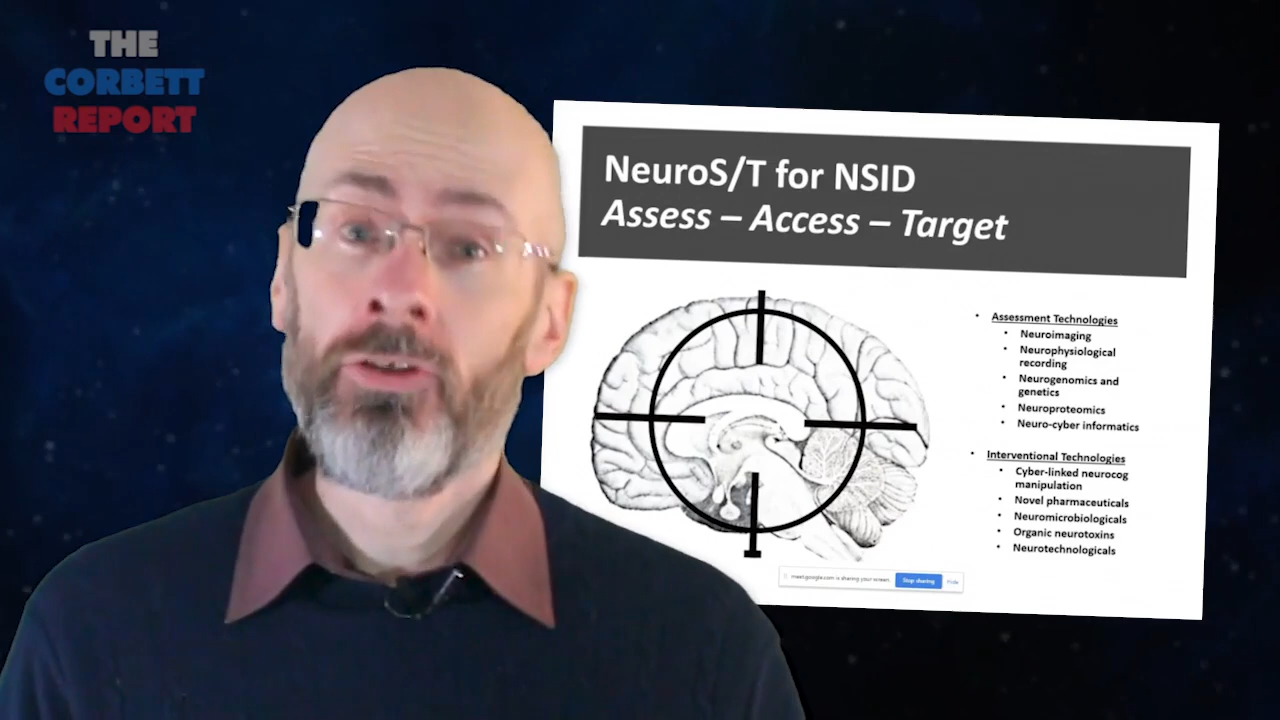 THE
CORBETT
REPORT
NeuroS/T for NSID
Assess – Access – Target
• Assessment Technologies
• Neuroimaging
• Neurophysiological
recording
• Neurogenomics and
genetics
• Neuroproteomics
• Neuro-cyber informatics
• Interventional Technologies
• Cyber-linked neurocog
manipulation
• Novel pharmaceuticals
• Neuromicrobiologicals
• Organic neurotoxins
• Neurotechnologicals
meet.google.com is sharing your screen. Stop sharing Hide